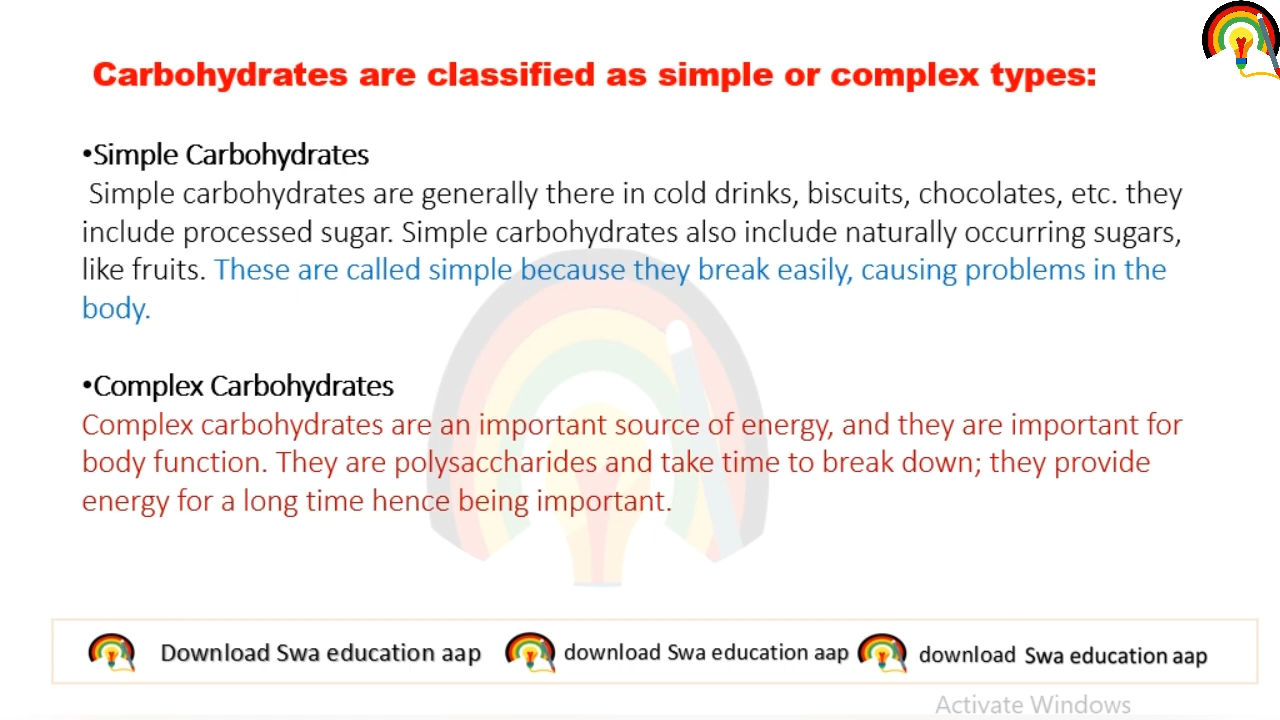 Carbohydrates are classified as simple or complex types:
•Simple Carbohydrates
Simple carbohydrates are generally there in cold drinks, biscuits, chocolates, etc. they
include processed sugar. Simple carbohydrates also include naturally occurring sugars,
like fruits. These are called simple because they break easily, causing problems in the
body.
•Complex Carbohydrates
Complex carbohydrates are an important source of energy, and they are important for
body function. They are polysaccharides and take time to break down; they provide
energy for a long time hence being important.
Download Swa education aap download Swa education aap download Swa education aap
Activate Windows